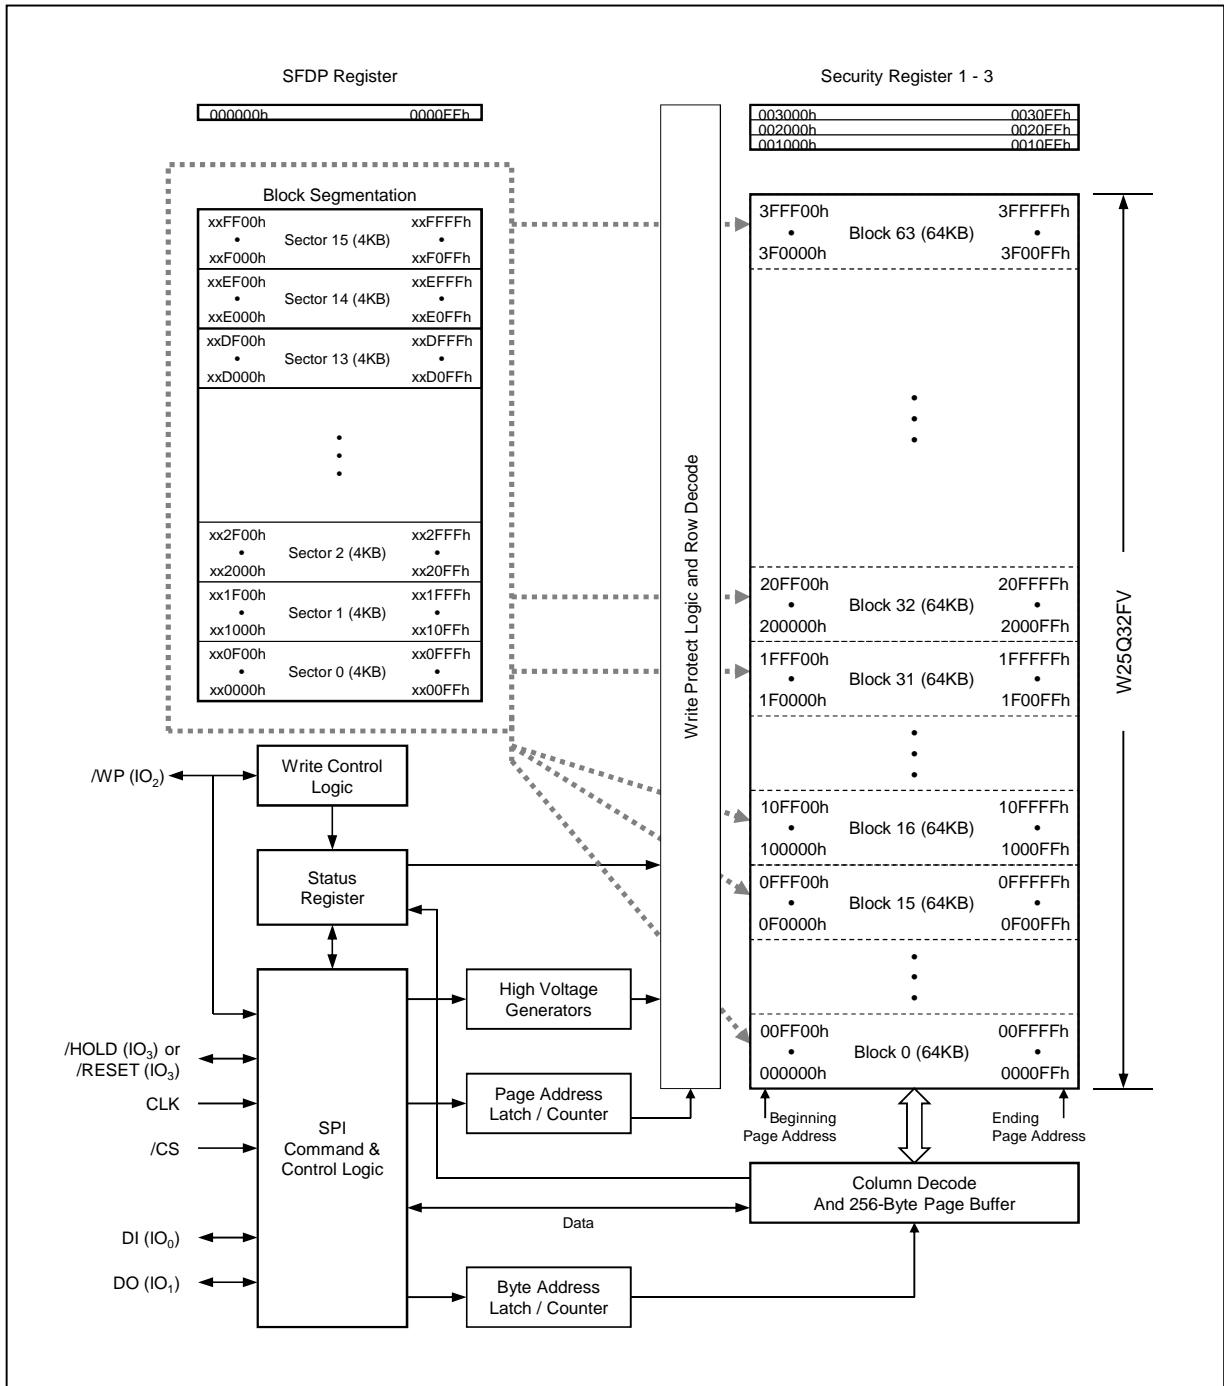 SFDP Register
000000h 0000FFh
Security Register 1 - 3
003000h 0030FFh
002000h 0020FFh
001000h 0010FFh
Block Segmentation
xxFF00h xxFFFFh
• Sector 15 (4KB) •
xxF000h xxF0FFh
xxEF00h xxEFFFh
• Sector 14 (4KB) •
xxE000h xxE0FFh
xxDF00h xxDFFFh
• Sector 13 (4KB) •
xxD000h xxD0FFh
xx2F00h xx2FFFh
• Sector 2 (4KB) •
xx2000h xx20FFh
xx1F00h xx1FFFh
• Sector 1 (4KB) •
xx1000h xx10FFh
xx0F00h xx0FFFh
• Sector 0 (4KB) •
xx0000h xx00FFh
Write Protect Logic and Row Decode
3FFF00h 3FFFFFh
• Block 63 (64KB) •
3F0000h 3F00FFh
20FF00h 20FFFFh
• Block 32 (64KB) •
200000h 2000FFh
1FFF00h 1FFFFFh
• Block 31 (64KB) •
1F0000h 1F00FFh
10FF00h 10FFFFh
• Block 16 (64KB) •
100000h 1000FFh
0FFF00h 0FFFFFh
• Block 15 (64KB) •
0F0000h 0F00FFh
00FF00h 00FFFFh
• Block 0 (64KB) •
000000h 0000FFh
W25Q32FV
Beginning
Page Address
Ending
Page Address
/WP (IO2)
Write Control
Logic
Status
Register
High Voltage
Generators
/HOLD (IO3) or
/RESET (IO3)
CLK
/CS
SPI
Command &
Control Logic
Page Address
Latch / Counter
Column Decode
And 256-Byte Page Buffer
Data
DI (IO0)
DO (IO1)
Byte Address
Latch / Counter